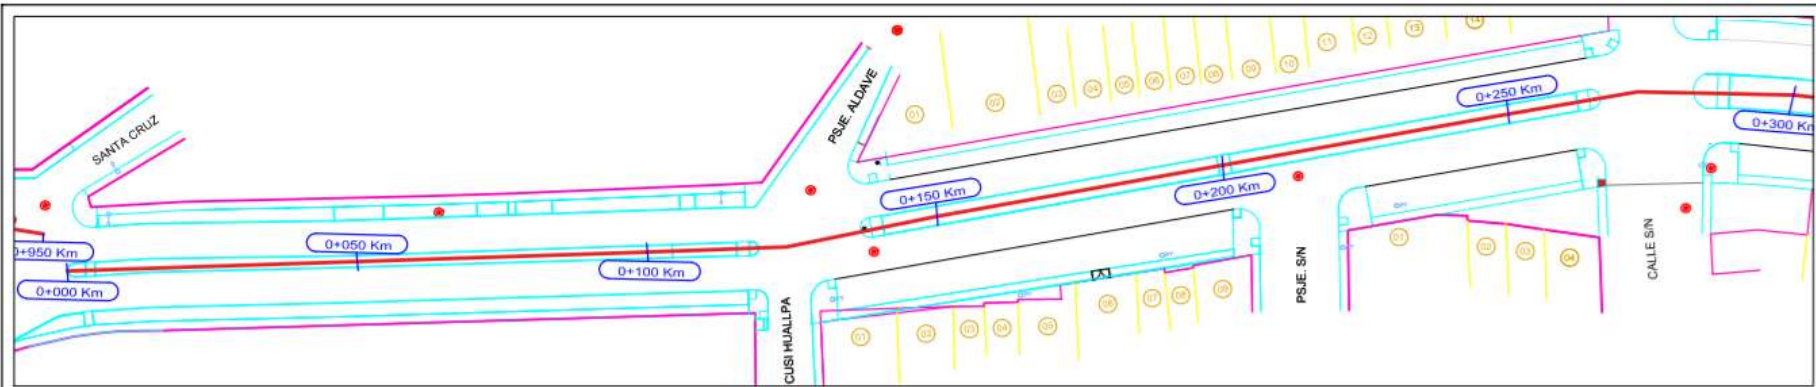 SANTA CRUZ
0+950 Km
0+000 Km
0+050 Km
0+100 Km
CUSI HUALLPA
PSJE. ALDAVE
0+150 Km
0+200 Km
0+250 Km
0+300 Km
01
02
03
04
05
06
07
08
09
10
11
12
13
14
01
02
03
04
05
06
07
08
09
PSJE. S/N
01
02
03
04
CALLE S/N